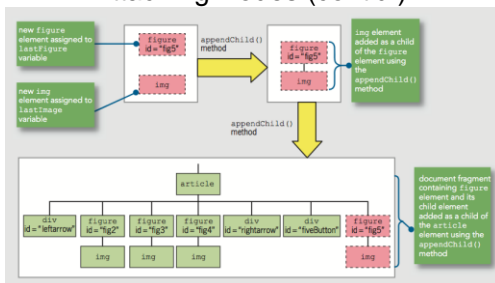 new figure
element assigned to
lastFigure
variable
figure
id = "fig5"
img
new img
element assigned to
lastImage
variable
appendChild()
method
figure
id = "fig5"
img
img element
added as a child
of the figure
element using
the
appendChild()
method
appendChild()
method
article
div
id = "leftarrow"
figure
id = "fig2"
figure
id = "fig3"
figure
id = "fig4"
div
id = "rightarrow"
div
id = "fiveButton"
figure
id = "fig5"
img
img
img
img
document fragment
containing figure
element and its
child element
added as a child of
the article
element using the
appendChild()
method